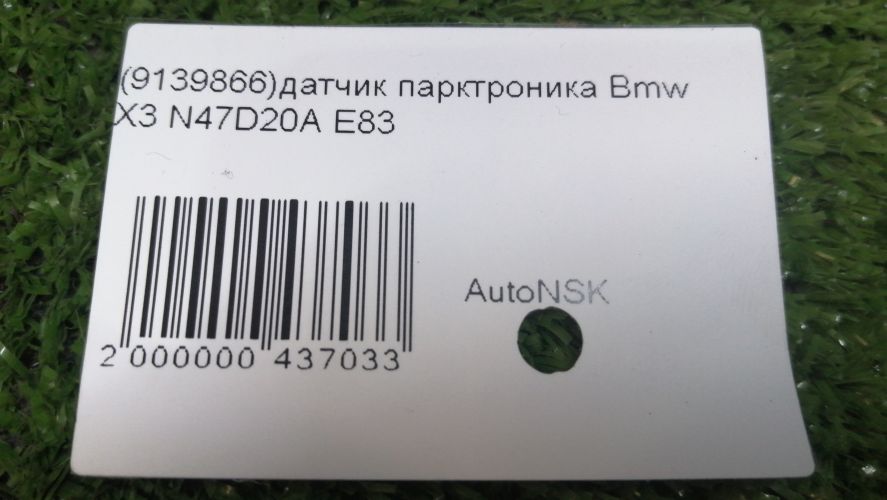 (9139866)датчик парктроника Bmw
X3 N47D20A E83
AutoNSK
2 000000 437033